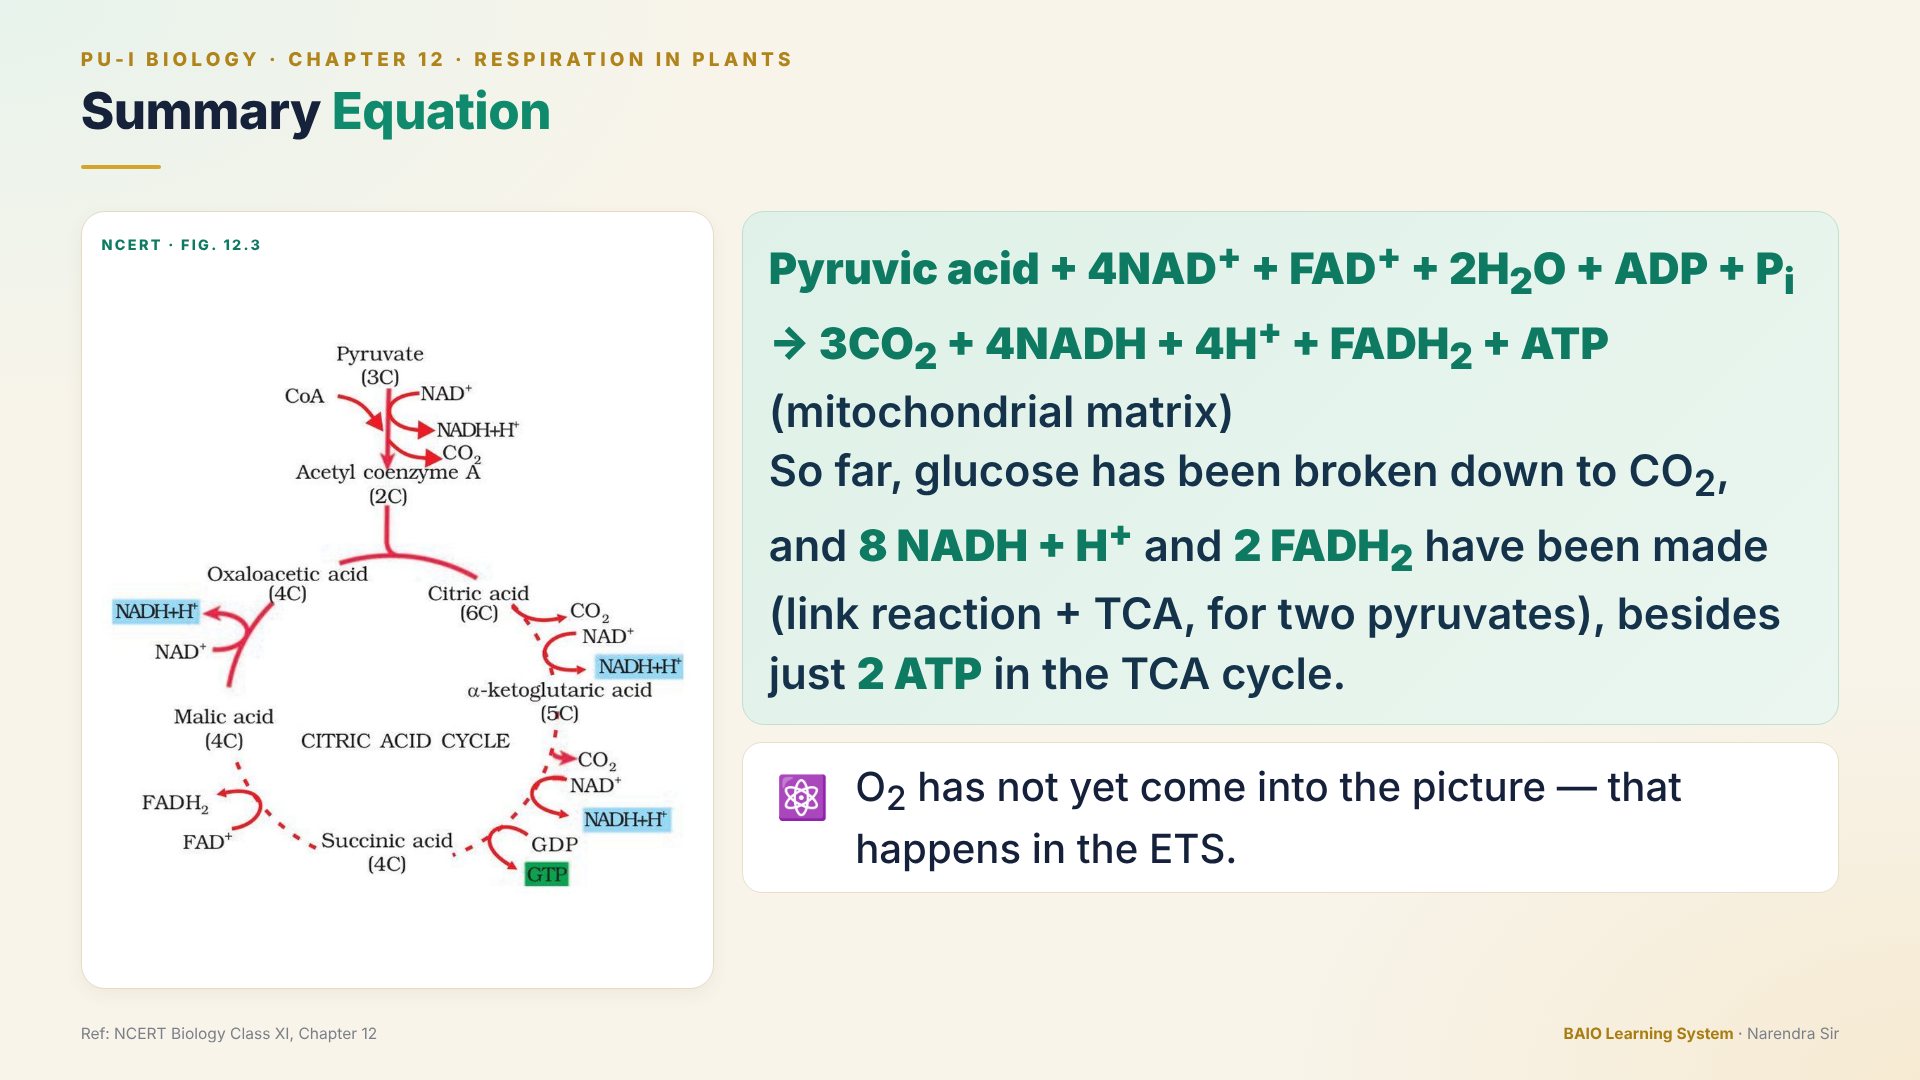 PU-I BIOLOGY · CHAPTER 12 · RESPIRATION IN PLANTS
Summary Equation
NCERT · FIG. 12.3
Pyruvate
(3C)
CoA
NAD⁺
NADH+H⁺
CO₂
Acetyl coenzyme A
(2C)
Oxaloacetic acid
(4C)
Citric acid
(6C)
CO₂
NAD⁺
NADH+H⁺
NADH+H⁺
NAD⁺
α-ketoglutaric acid
(5C)
Malic acid
(4C)
CITRIC ACID CYCLE
CO₂
NAD⁺
NADH+H⁺
FADH₂
FAD⁺
Succinic acid
(4C)
GDP
GTP
Pyruvic acid + 4NAD⁺ + FAD⁺ + 2H₂O + ADP + Pᵢ
→ 3CO₂ + 4NADH + 4H⁺ + FADH₂ + ATP
(mitochondrial matrix)
So far, glucose has been broken down to CO₂,
and 8 NADH + H⁺ and 2 FADH₂ have been made
(link reaction + TCA, for two pyruvates), besides
just 2 ATP in the TCA cycle.
O₂ has not yet come into the picture — that
happens in the ETS.
Ref: NCERT Biology Class XI, Chapter 12
BAIO Learning System · Narendra Sir